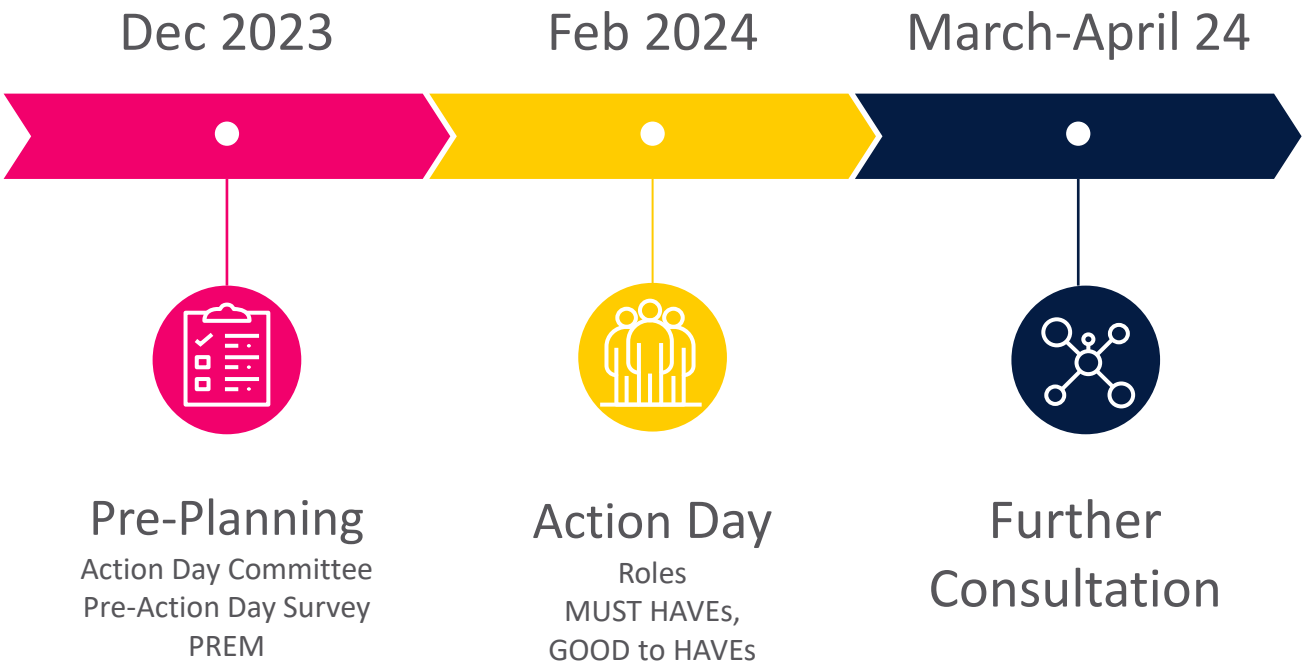 Dec 2023
Feb 2024
March-April 24
Pre-Planning
Action Day Committee
Pre-Action Day Survey
PREM
Action Day
Roles
MUST HAVEs,
GOOD to HAVEs
Further
Consultation